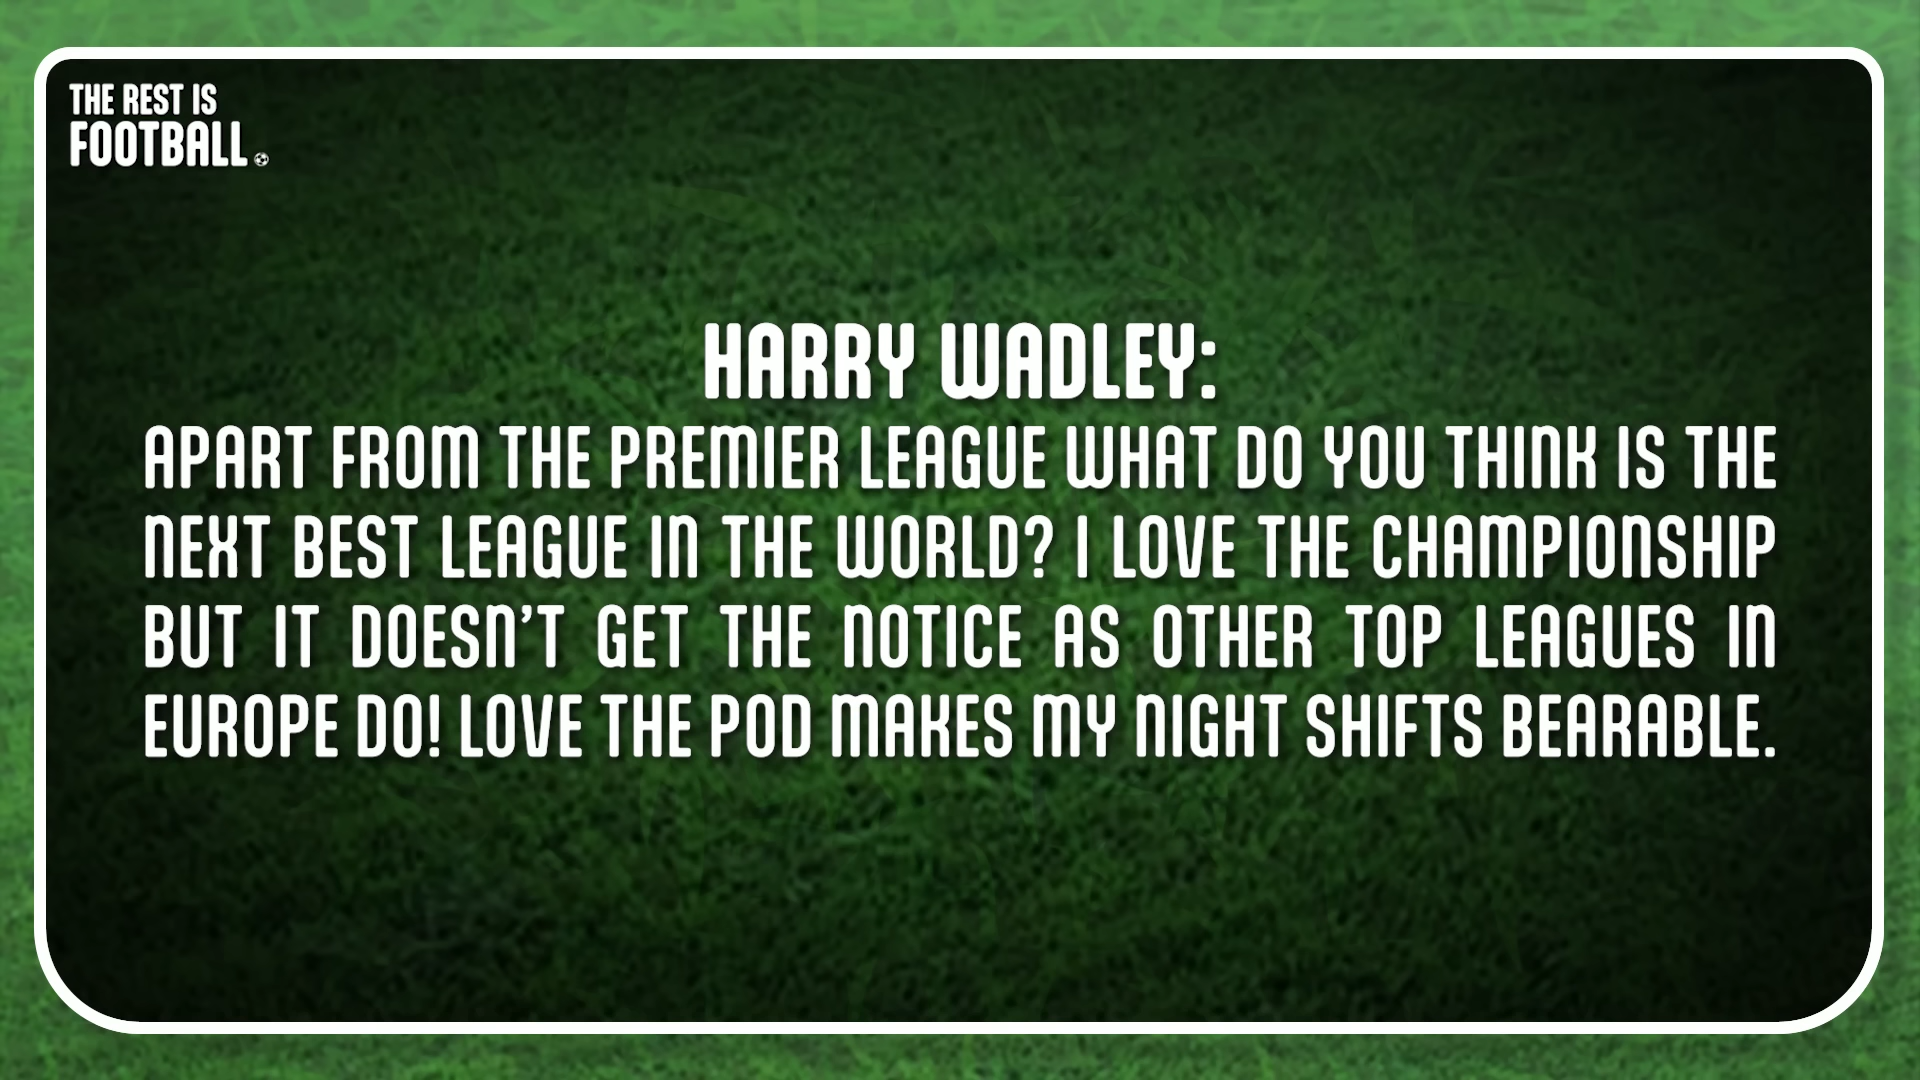 THE REST IS
FOOTBALL
HARRY WADLEY:
APART FROM THE PREMIER LEAGUE WHAT DO YOU THINK IS THE
NEXT BEST LEAGUE IN THE WORLD? I LOVE THE CHAMPIONSHIP
BUT IT DOESN’T GET THE NOTICE AS OTHER TOP LEAGUES IN
EUROPE DO! LOVE THE POD MAKES MY NIGHT SHIFTS BEARABLE.